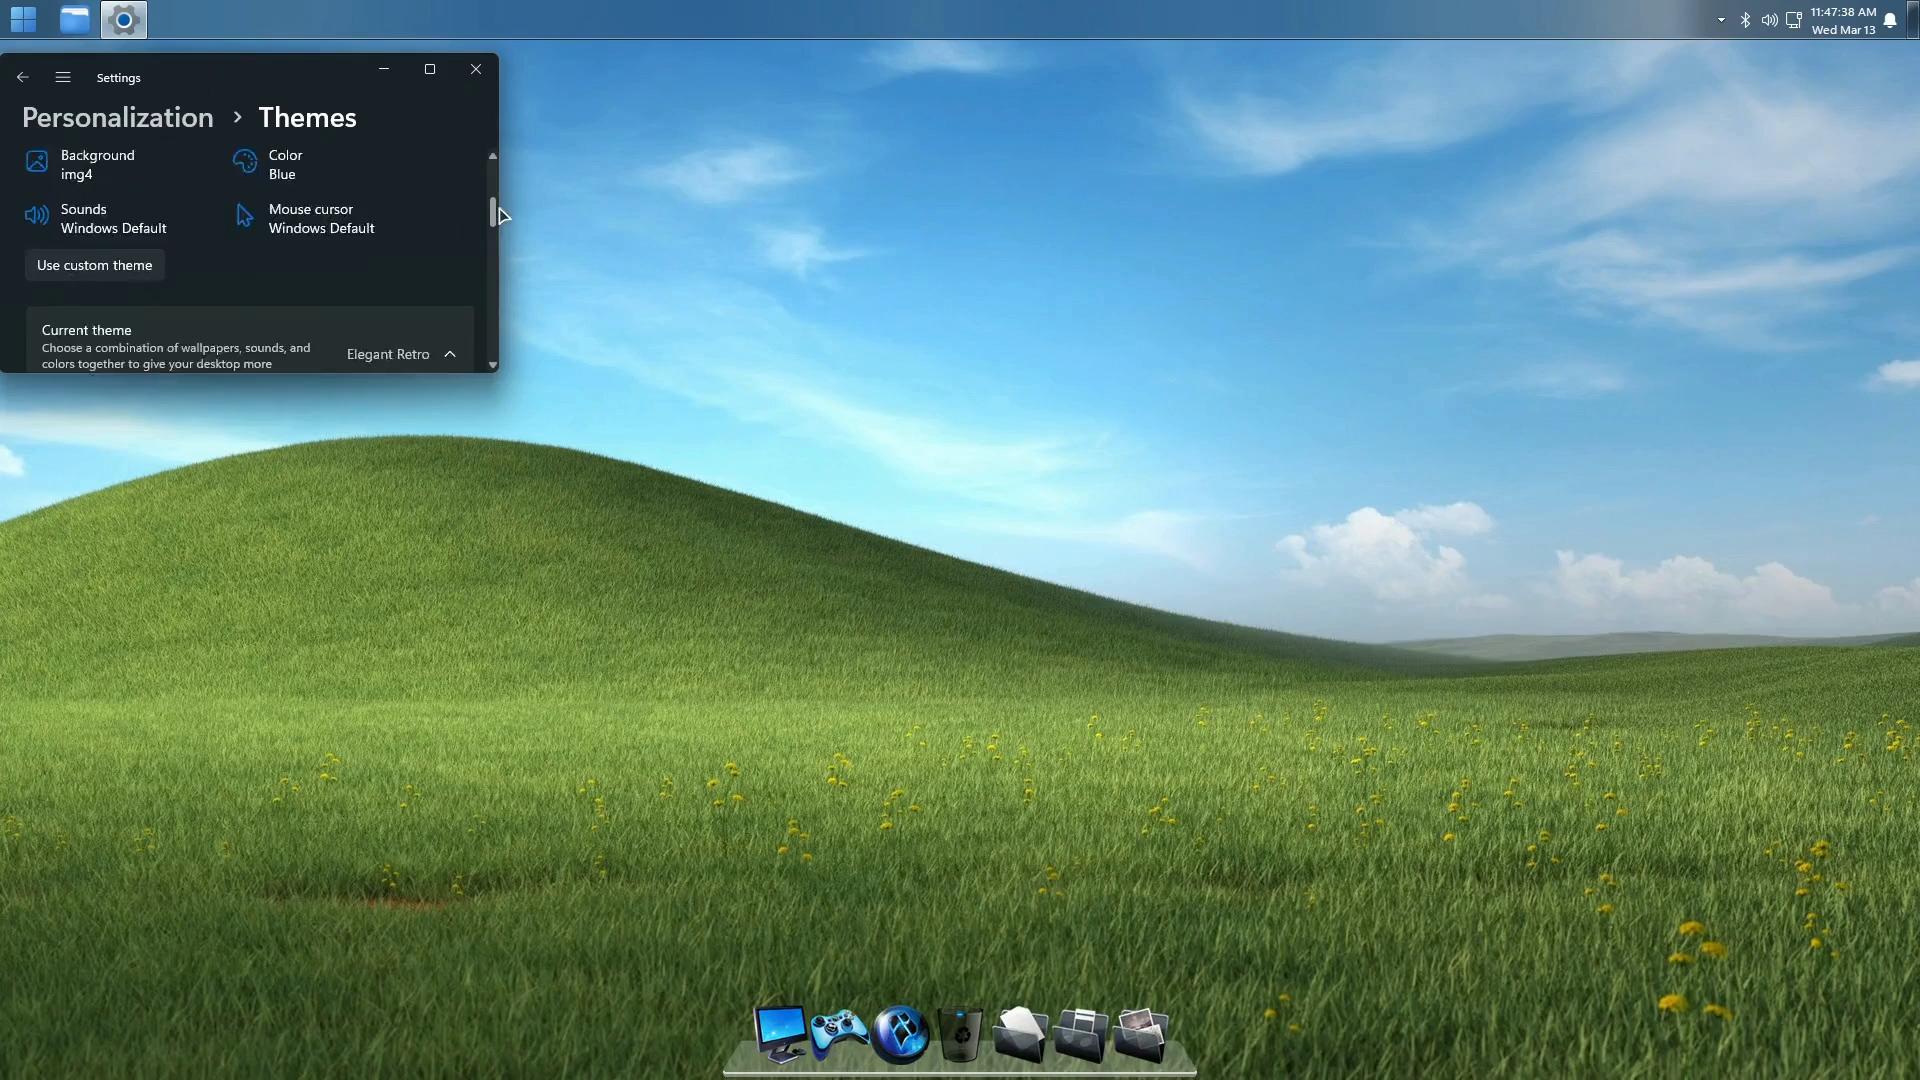 11:47:38 AM
Wed Mar 13
Settings
Personalization > Themes
Background
img4
Color
Blue
Sounds
Windows Default
Mouse cursor
Windows Default
Use custom theme
Current theme
Choose a combination of wallpapers, sounds, and
colors together to give your desktop more
Elegant Retro